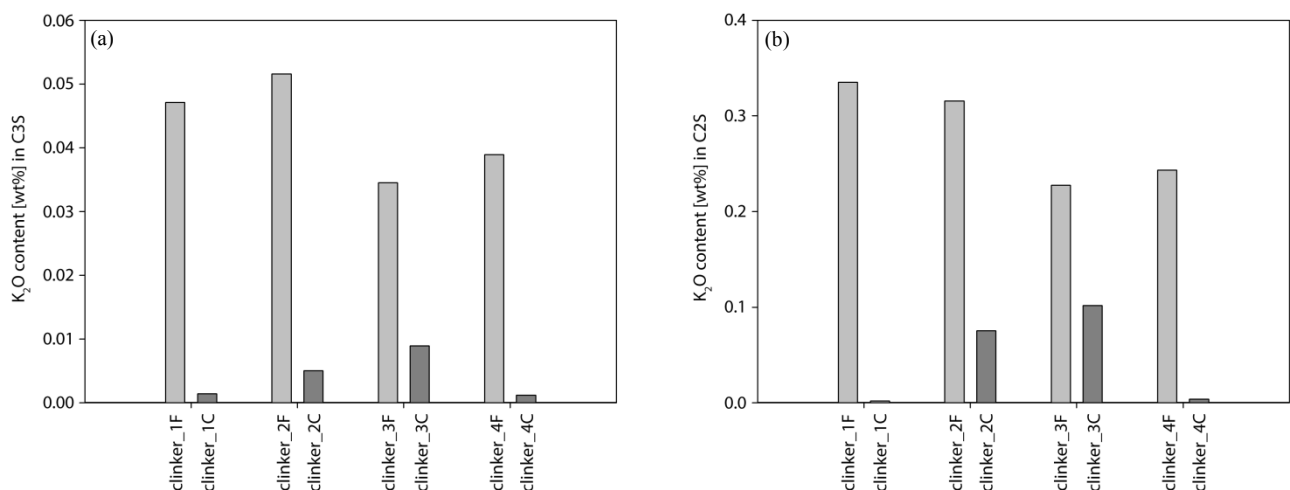 (a)
K₂O content [wt%] in C3S
0.06
0.05
0.04
0.03
0.02
0.01
0.00
clinker_1F
clinker_1C
clinker_2F
clinker_2C
clinker_3F
clinker_3C
clinker_4F
clinker_4C
(b)
K₂O content [wt%] in C2S
0.4
0.3
0.2
0.1
0.0
clinker_1F
clinker_1C
clinker_2F
clinker_2C
clinker_3F
clinker_3C
clinker_4F
clinker_4C